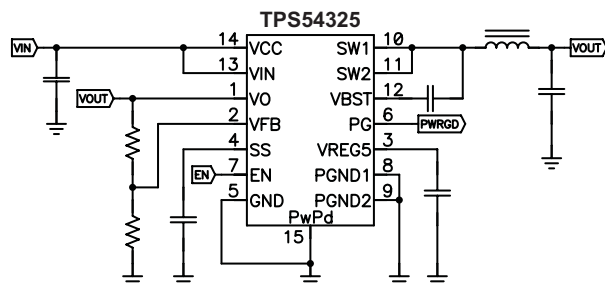 TPS54325
VIN 14 VCC SW1 10 VOUT
13 VIN SW2 11
VOUT 1 VO VBST 12
2 VFB PG 6 PWRGD
4 SS VREG5 3
EN 7 EN PGND1 8
5 GND PGND2 9
PwPd
15